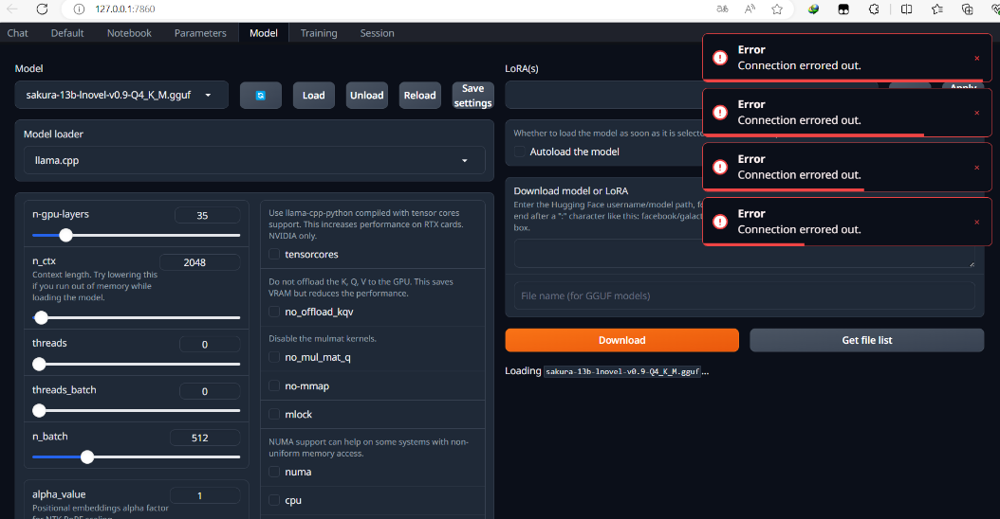 127.0.0.1:7860
Chat Default Notebook Parameters Model Training Session
Model
sakura-13b-lnovel-v0.9-Q4_K_M.gguf
Load
Unload
Reload
Save settings
Model loader
llama.cpp
n-gpu-layers
35
n_ctx
2048
Context length. Try lowering this
if you run out of memory while
loading the model.
threads
0
threads_batch
0
n_batch
512
alpha_value
1
Positional embeddings alpha factor
Use llama-cpp-python compiled with tensor cores
support. This increases performance on RTX cards.
NVIDIA only.
tensorcores
Do not offload the K, Q, V to the GPU. This saves
VRAM but reduces the performance.
no_offload_kqv
Disable the mulmat kernels.
no_mul_mat_q
no-mmap
mlock
NUMA support can help on some systems with non-
uniform memory access.
numa
cpu
LoRA(s)
Apply
Whether to load the model as soon as it is selecte
Autoload the model
Download model or LoRA
Enter the Hugging Face username/model path, fo
end after a ":" character like this: facebook/galact
box.
File name (for GGUF models)
Download
Get file list
Loading sakura-13b-lnovel-v0.9-Q4_K_M.gguf...
Error
Connection errored out.
Error
Connection errored out.
Error
Connection errored out.
Error
Connection errored out.